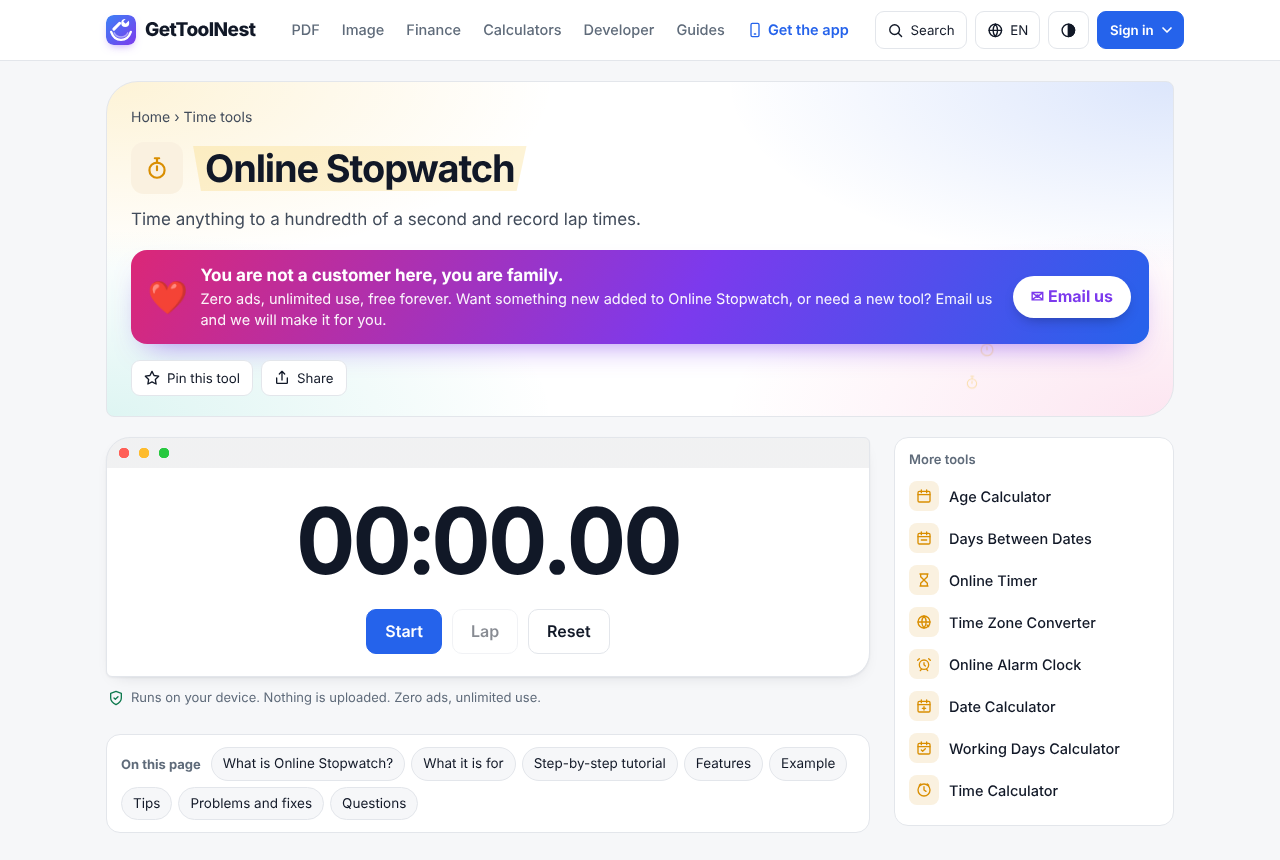 GetToolNest
PDF
Image
Finance
Calculators
Developer
Guides
Get the app
Search
EN
Sign in
Home › Time tools
Online Stopwatch
Time anything to a hundredth of a second and record lap times.
You are not a customer here, you are family.
Zero ads, unlimited use, free forever. Want something new added to Online Stopwatch, or need a new tool? Email us
and we will make it for you.
✉ Email us
Pin this tool
Share
00:00.00
Start
Lap
Reset
Runs on your device. Nothing is uploaded. Zero ads, unlimited use.
On this page
What is Online Stopwatch?
What it is for
Step-by-step tutorial
Features
Example
Tips
Problems and fixes
Questions
More tools
Age Calculator
Days Between Dates
Online Timer
Time Zone Converter
Online Alarm Clock
Date Calculator
Working Days Calculator
Time Calculator